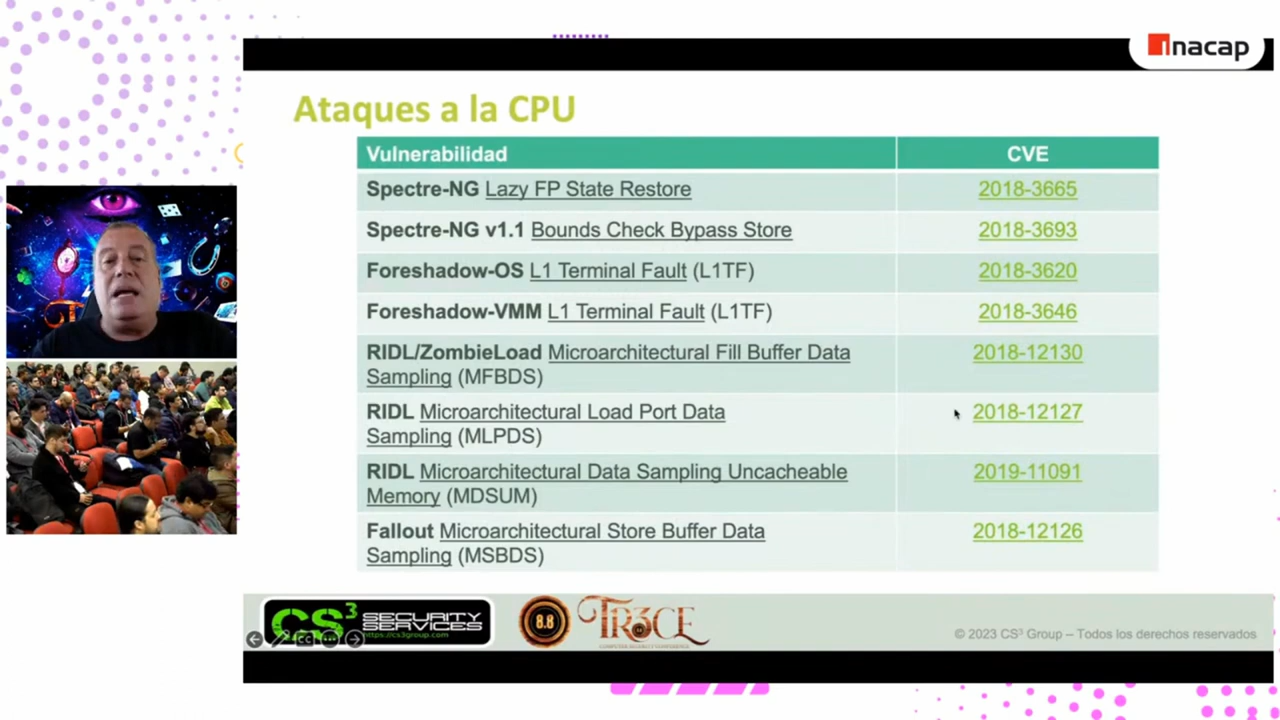 inacap
Ataques a la CPU
Vulnerabilidad CVE
Spectre-NG Lazy FP State Restore 2018-3665
Spectre-NG v1.1 Bounds Check Bypass Store 2018-3693
Foreshadow-OS L1 Terminal Fault (L1TF) 2018-3620
Foreshadow-VMM L1 Terminal Fault (L1TF) 2018-3646
RIDL/ZombieLoad Microarchitectural Fill Buffer Data 2018-12130
Sampling (MFBDS)
RIDL Microarchitectural Load Port Data 2018-12127
Sampling (MLPDS)
RIDL Microarchitectural Data Sampling Uncacheable 2019-11091
Memory (MDSUM)
Fallout Microarchitectural Store Buffer Data 2018-12126
Sampling (MSBDS)
CS3 SECURITY
SERVICES
https://cs3group.com
8.8
TR3CE
© 2023 CS³ Group – Todos los derechos reservados